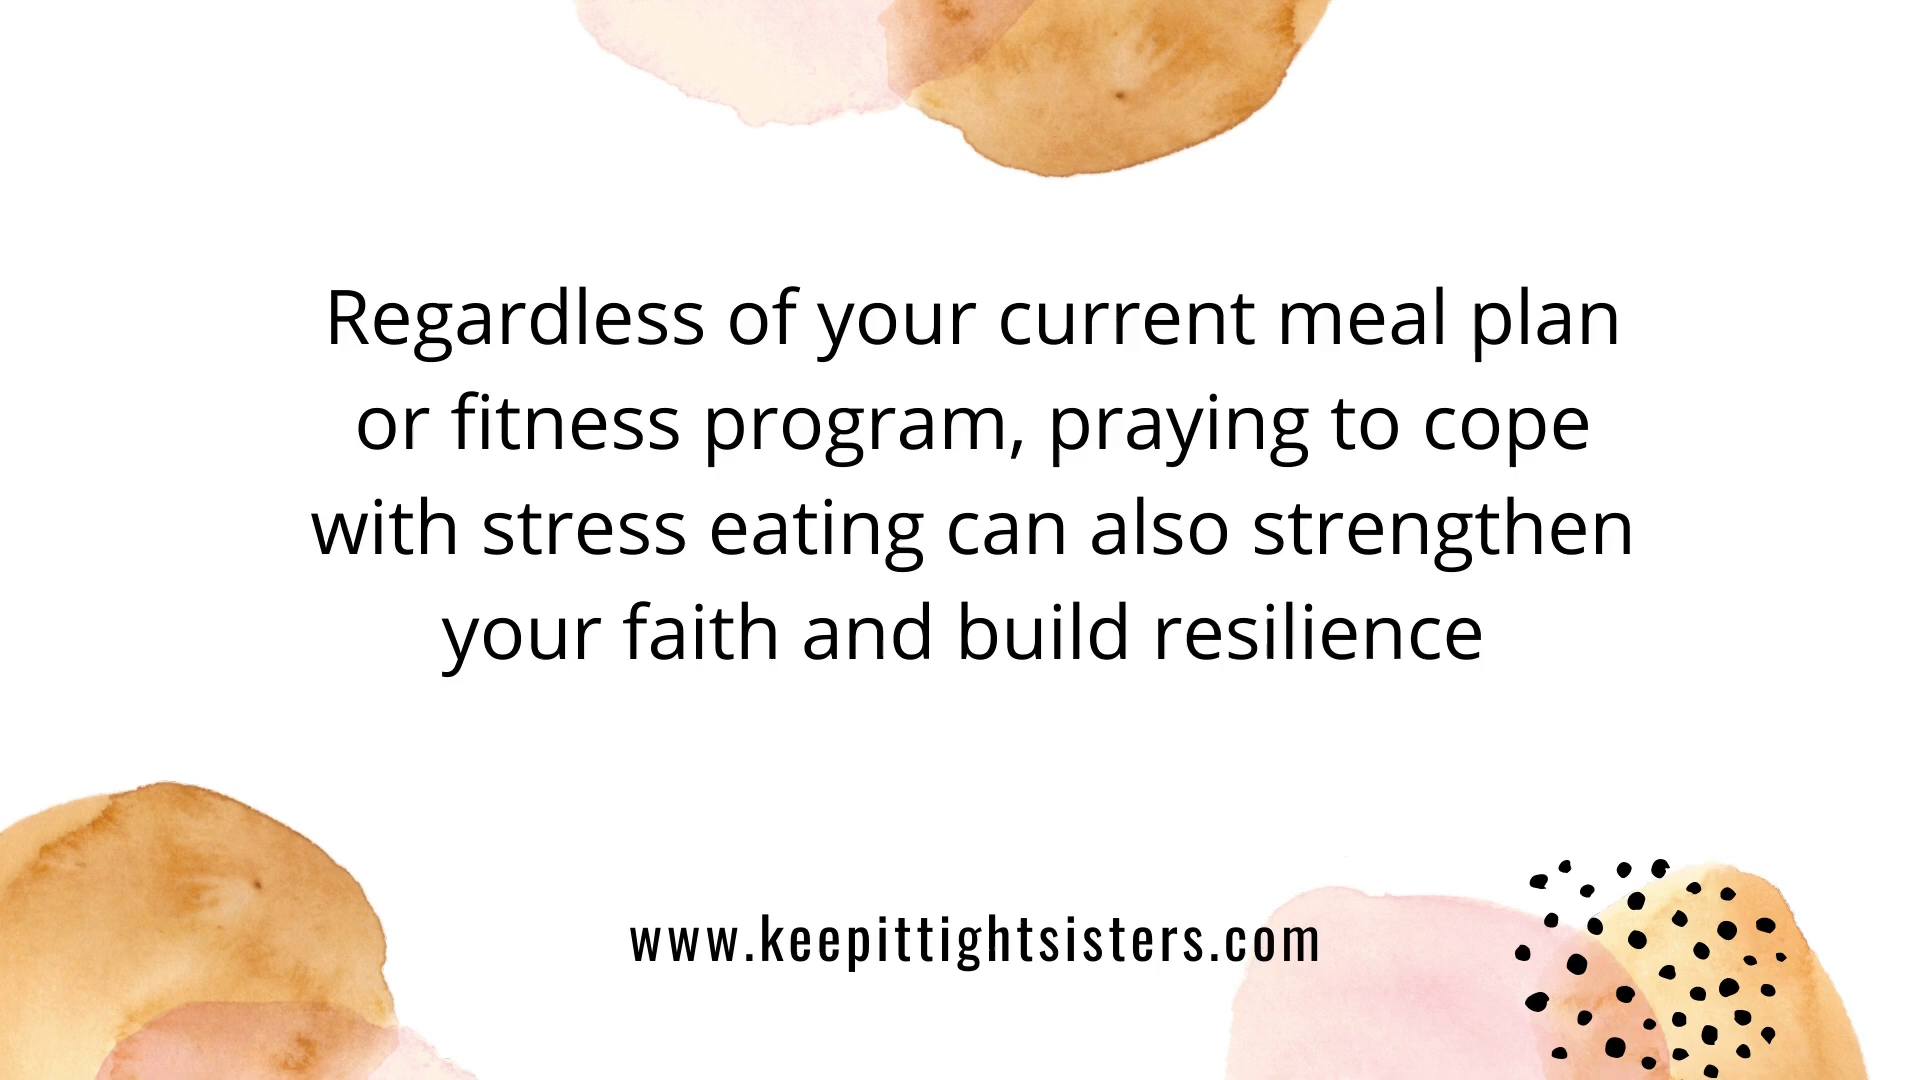 Regardless of your current meal plan
or fitness program, praying to cope
with stress eating can also strengthen
your faith and build resilience
www.keepittightsisters.com